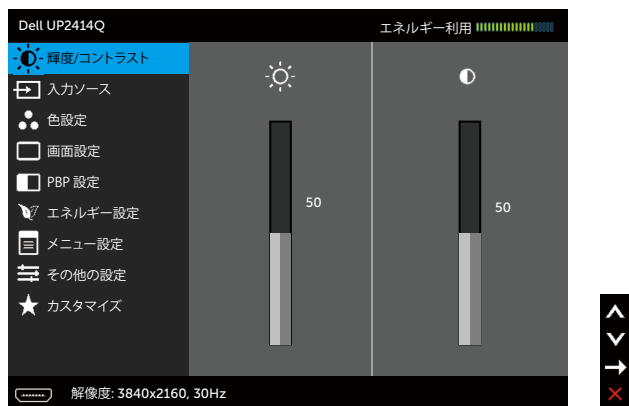 Dell UP2414Q
エネルギー利用
輝度/コントラスト
入力ソース
色設定
画面設定
PBP 設定
エネルギー設定
メニュー設定
その他の設定
カスタマイズ
50
50
解像度: 3840x2160, 30Hz